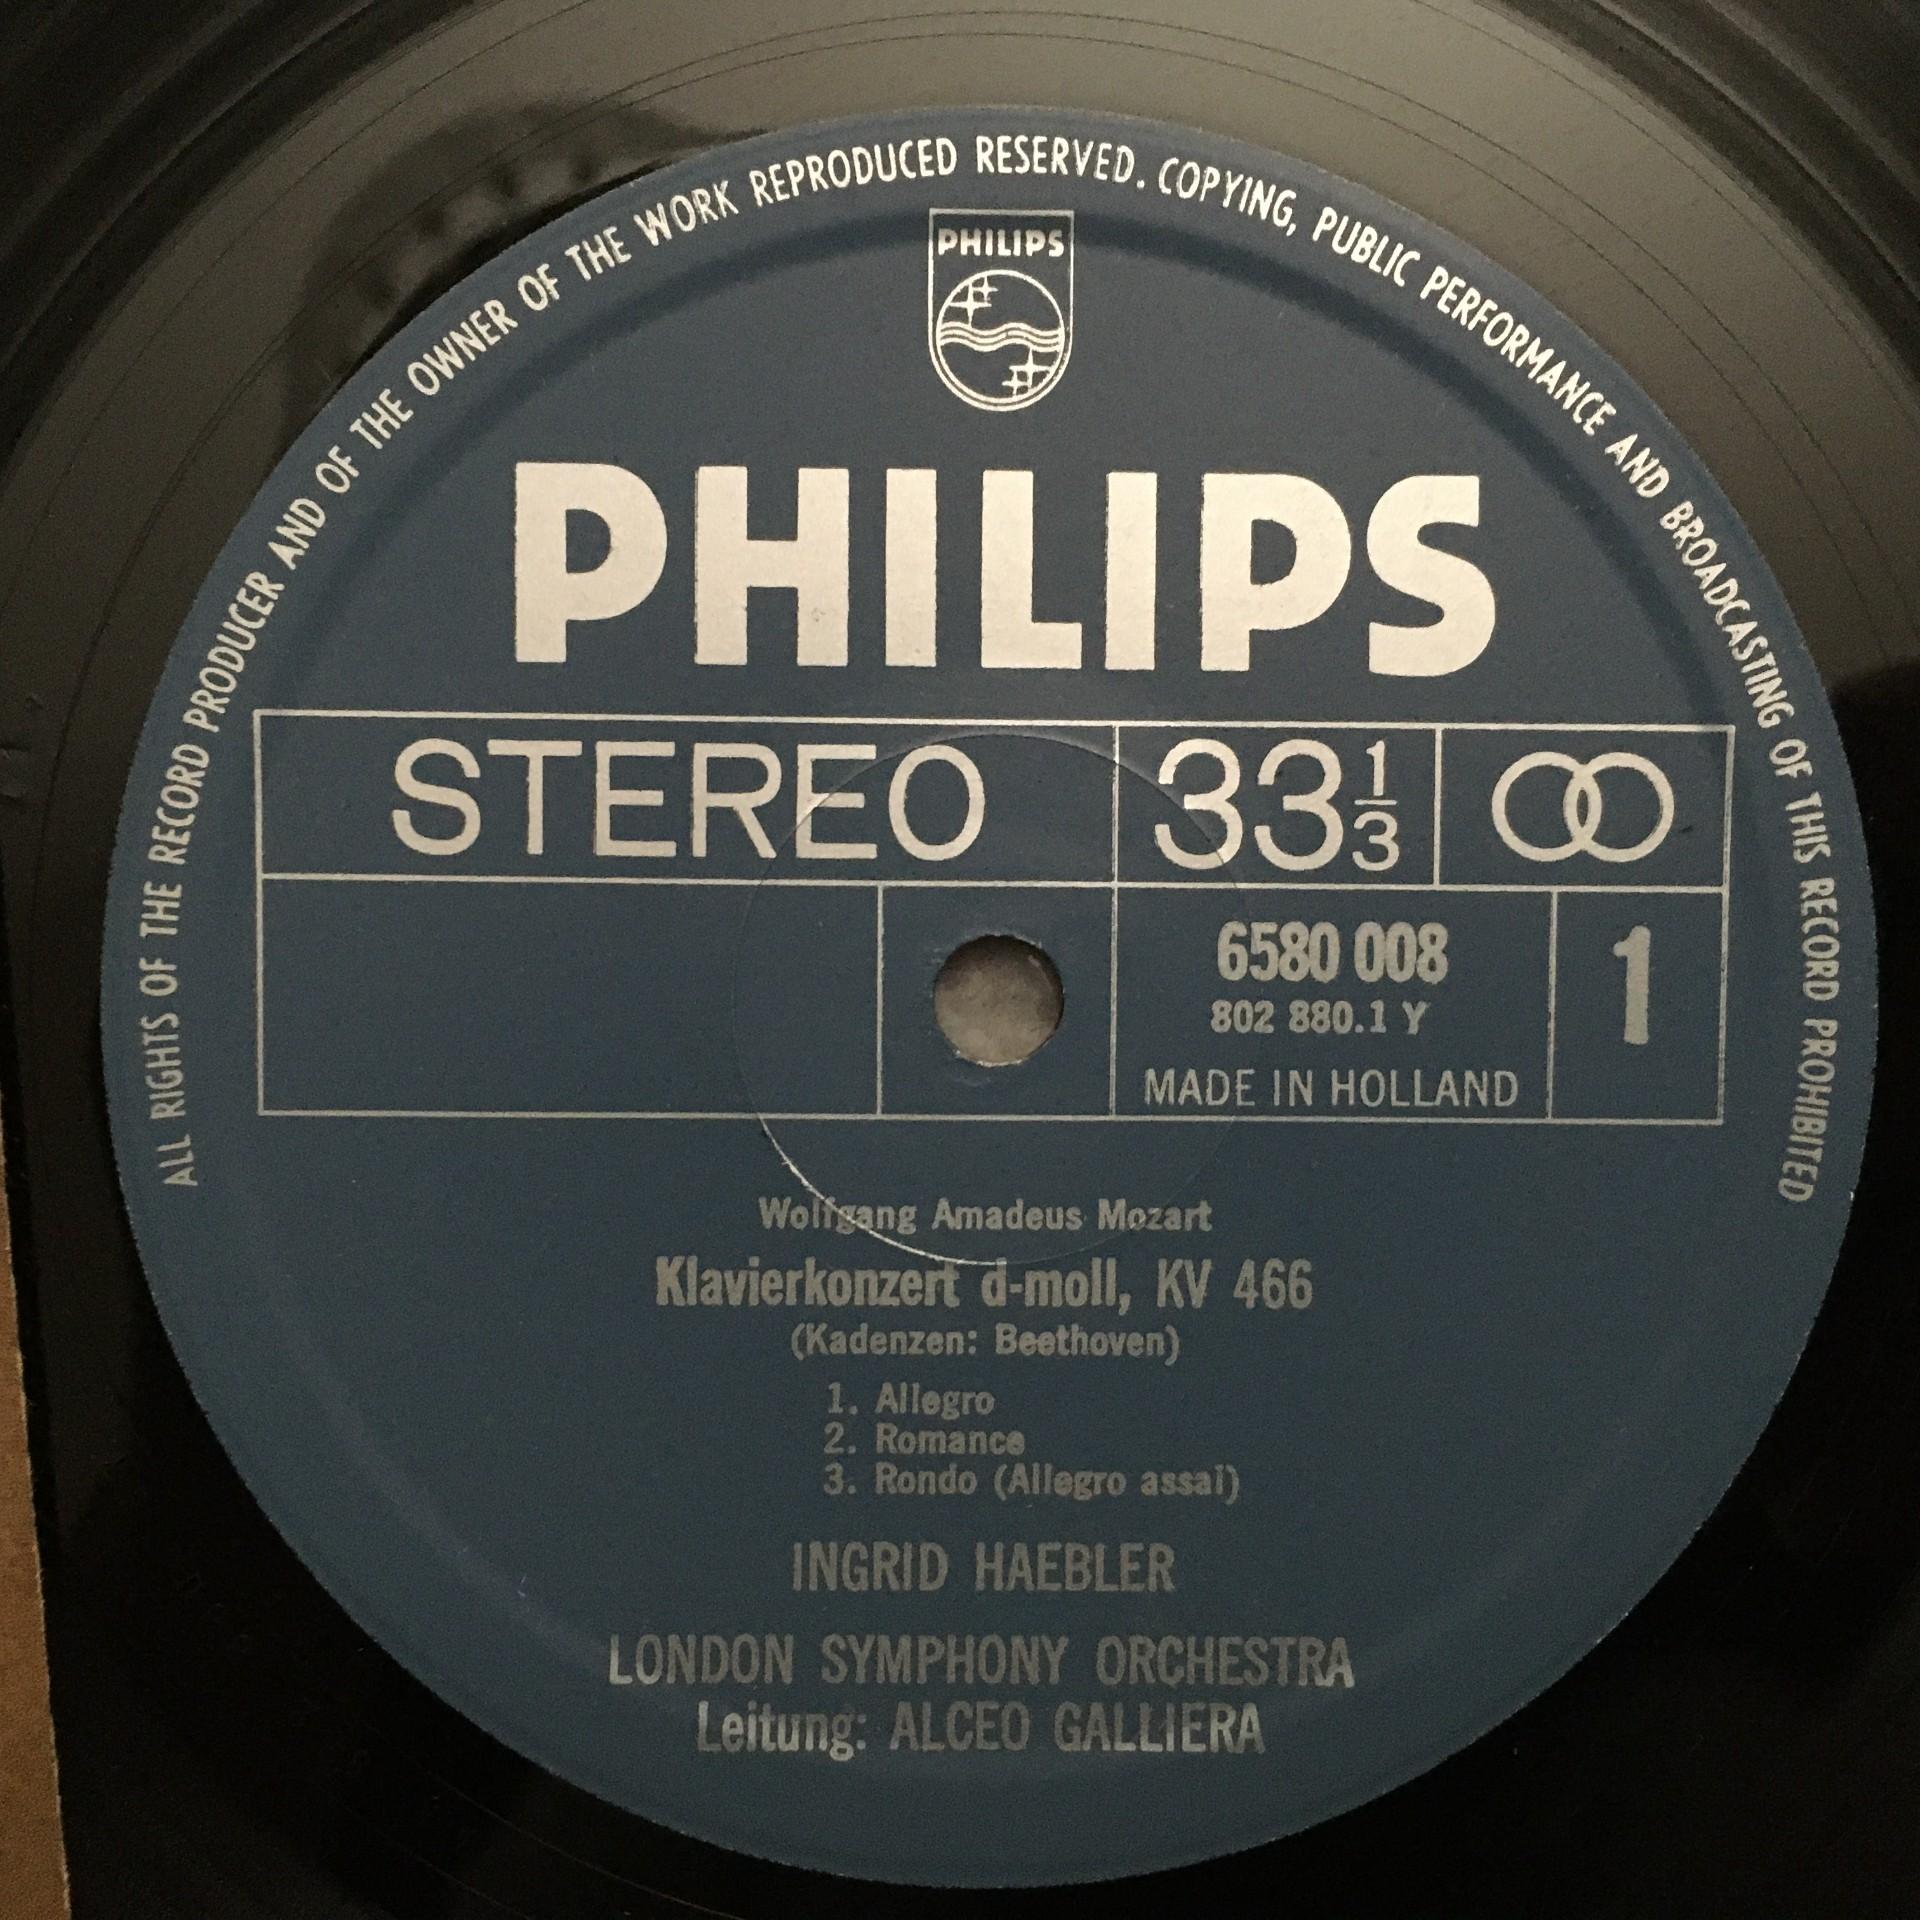 ALL RIGHTS OF THE RECORD PRODUCER AND OF THE OWNER OF THE WORK REPRODUCED RESERVED. COPYING, PUBLIC PERFORMANCE AND BROADCASTING OF THIS RECORD PROHIBITED
PHILIPS
PHILIPS
STEREO 33 1/3
6580 008 1
802 880.1 Y
MADE IN HOLLAND
Wolfgang Amadeus Mozart
Klavierkonzert d-moll, KV 466
(Kadenzen: Beethoven)
1. Allegro
2. Romance
3. Rondo (Allegro assai)
INGRID HAEBLER
LONDON SYMPHONY ORCHESTRA
Leitung: ALCEO GALLIERA